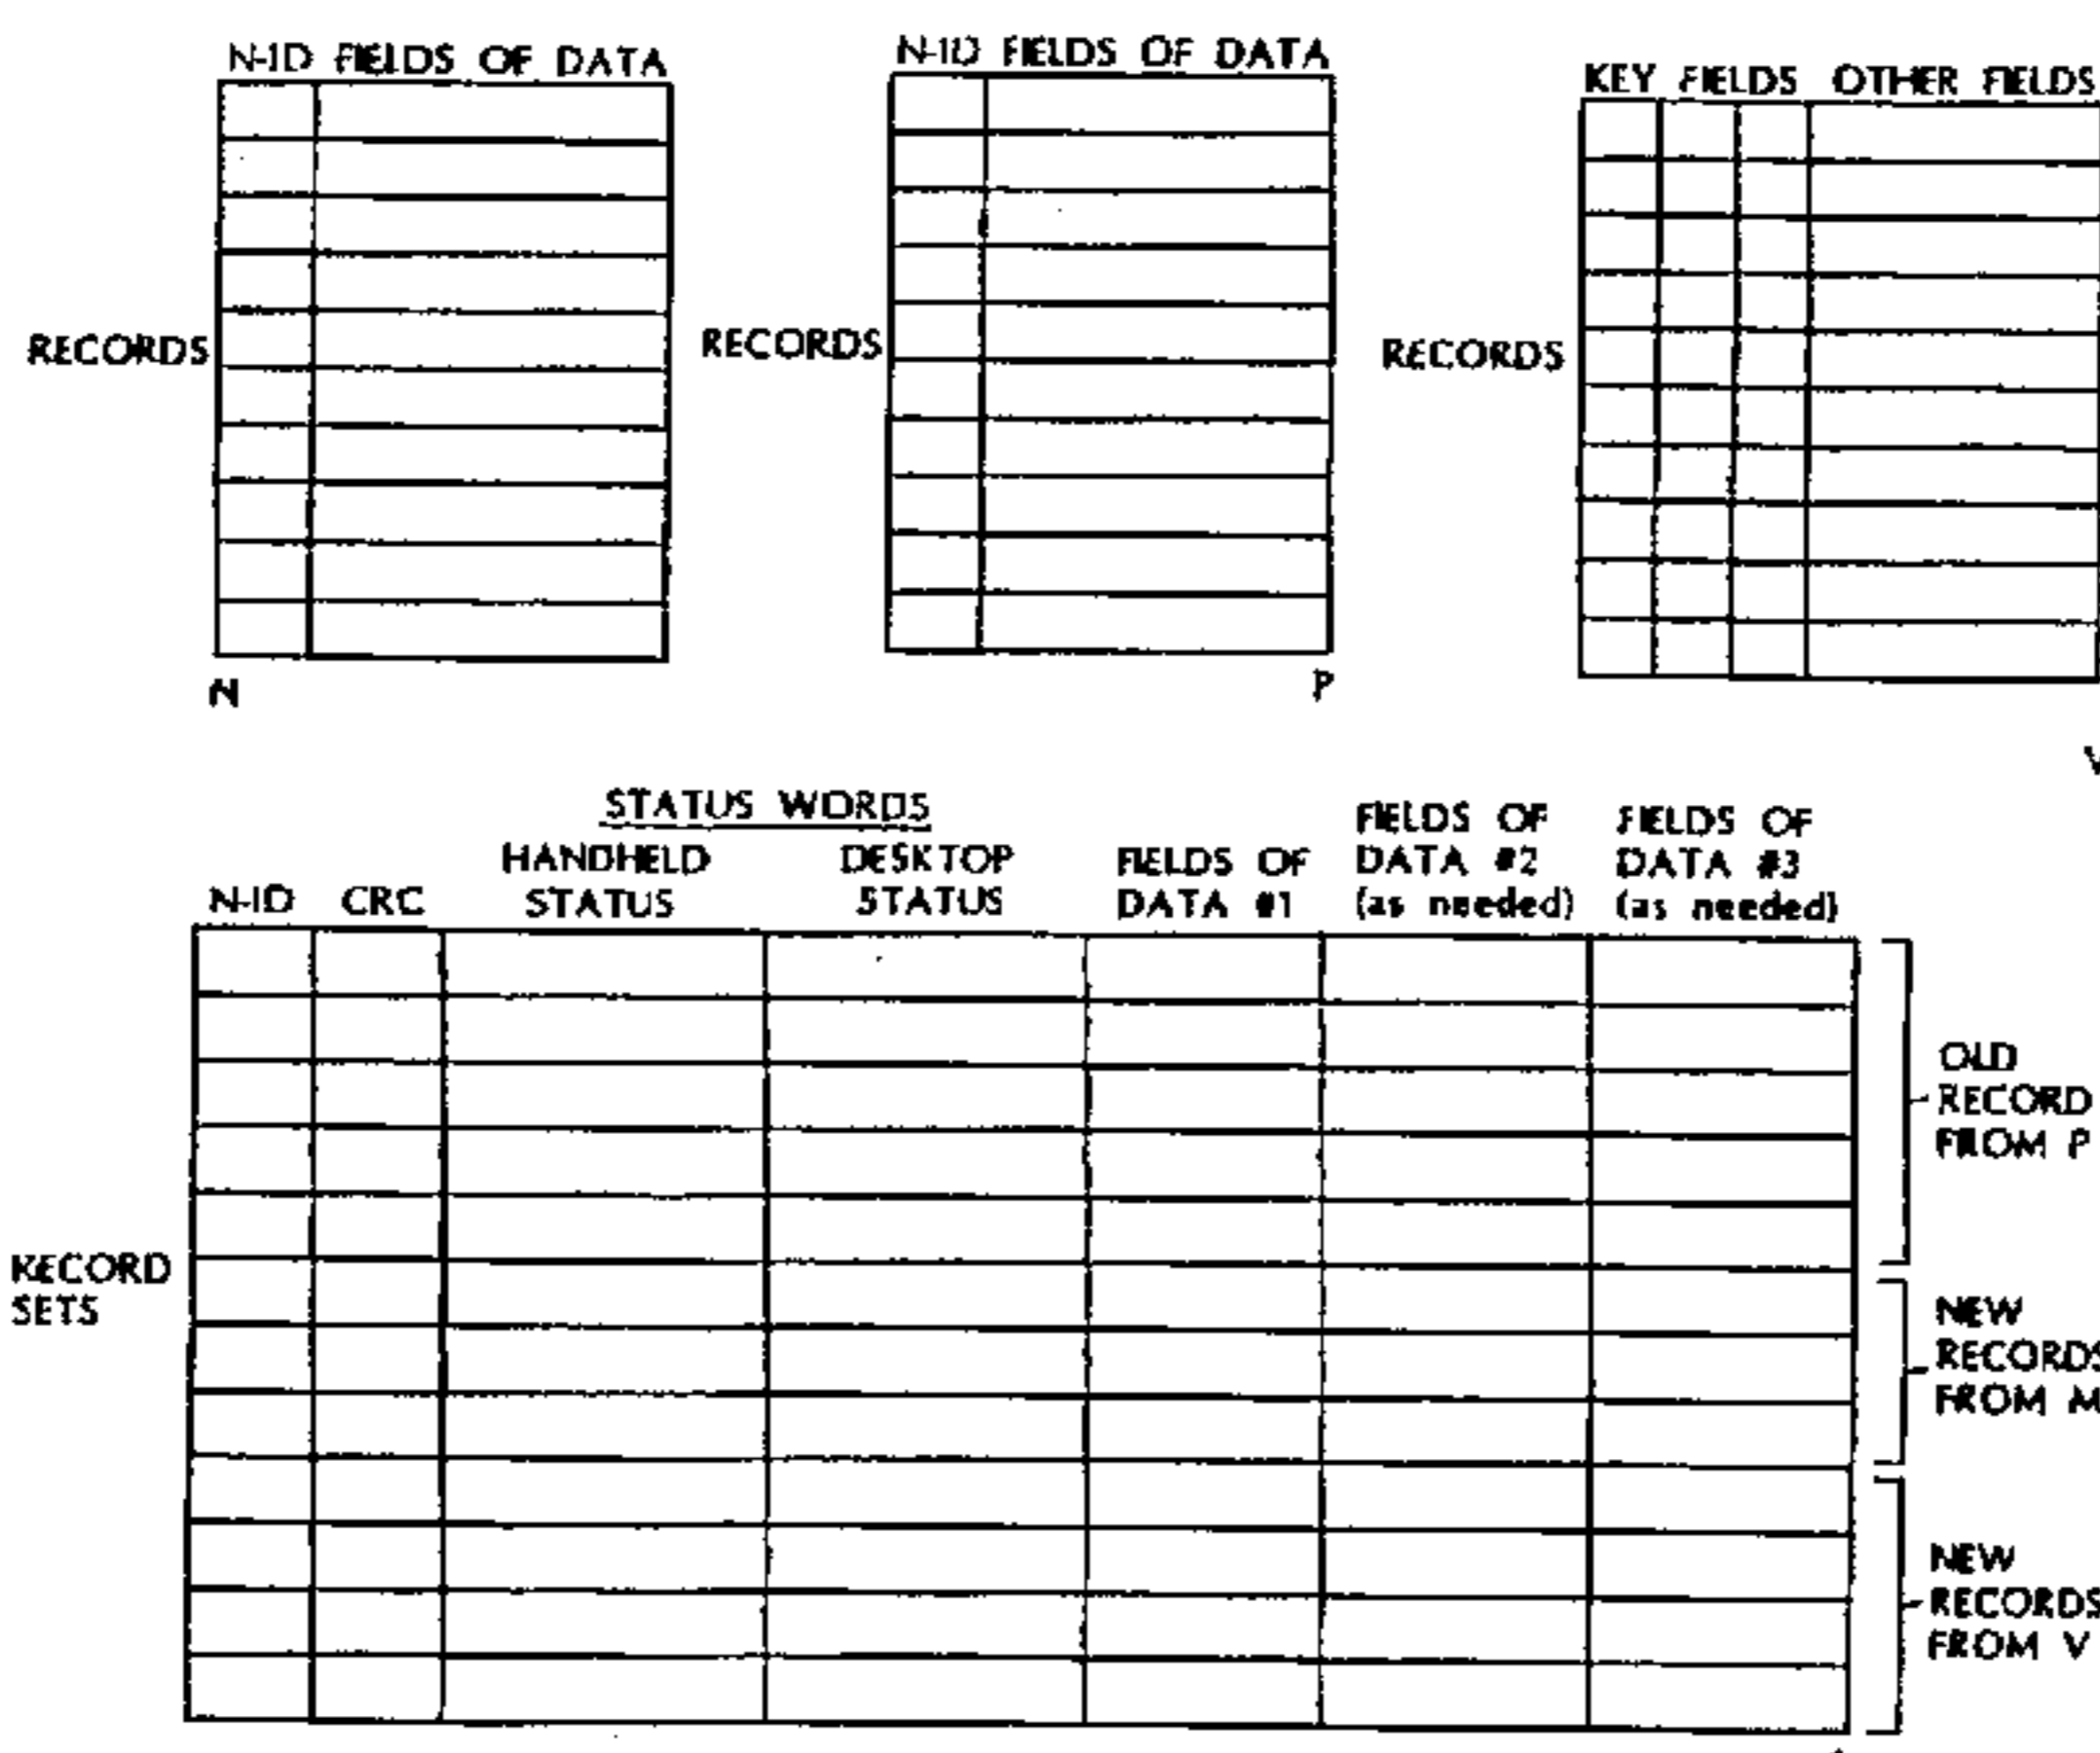 N-ID FIELDS OF DATA
RECORDS
N
N-ID FIELDS OF DATA
RECORDS
P
KEY FIELDS OTHER FIELDS
RECORDS
V
STATUS WORDS
N-ID
CRC
HANDHELD
STATUS
DESKTOP
STATUS
FIELDS OF
DATA #1
FIELDS OF
DATA #2
(as needed)
FIELDS OF
DATA #3
(as needed)
RECORD
SETS
OLD
RECORD
FROM P
NEW
RECORDS
FROM M
NEW
RECORDS
FROM V